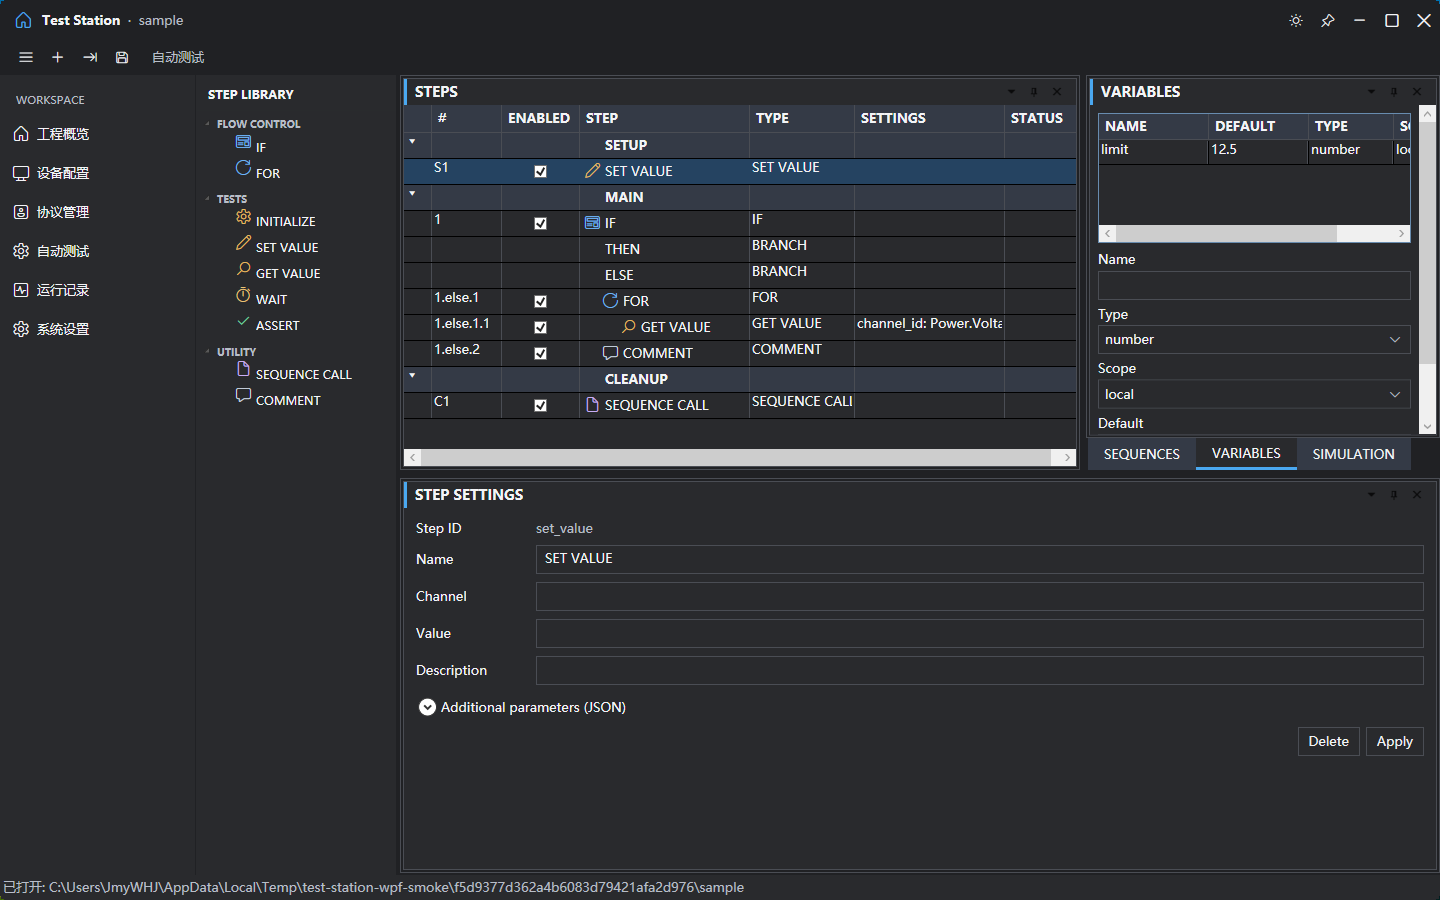 Test Station · sample
自动测试
WORKSPACE
工程概览
设备配置
协议管理
自动测试
运行记录
系统设置
STEP LIBRARY
FLOW CONTROL
IF
FOR
TESTS
INITIALIZE
SET VALUE
GET VALUE
WAIT
ASSERT
UTILITY
SEQUENCE CALL
COMMENT
STEPS
# ENABLED STEP TYPE SETTINGS STATUS
SETUP
S1 SET VALUE SET VALUE
MAIN
1 IF IF
THEN BRANCH
ELSE BRANCH
1.else.1 FOR FOR
1.else.1.1 GET VALUE GET VALUE channel_id: Power.Volta
1.else.2 COMMENT COMMENT
CLEANUP
C1 SEQUENCE CALL SEQUENCE CALL
VARIABLES
NAME DEFAULT TYPE SC
limit 12.5 number loc
Name
Type
number
Scope
local
Default
SEQUENCES VARIABLES SIMULATION
STEP SETTINGS
Step ID set_value
Name SET VALUE
Channel
Value
Description
Additional parameters (JSON)
Delete Apply
已打开: C:\Users\JmyWHJ\AppData\Local\Temp\test-station-wpf-smoke\f5d9377d362a4b6083d79421afa2d976\sample